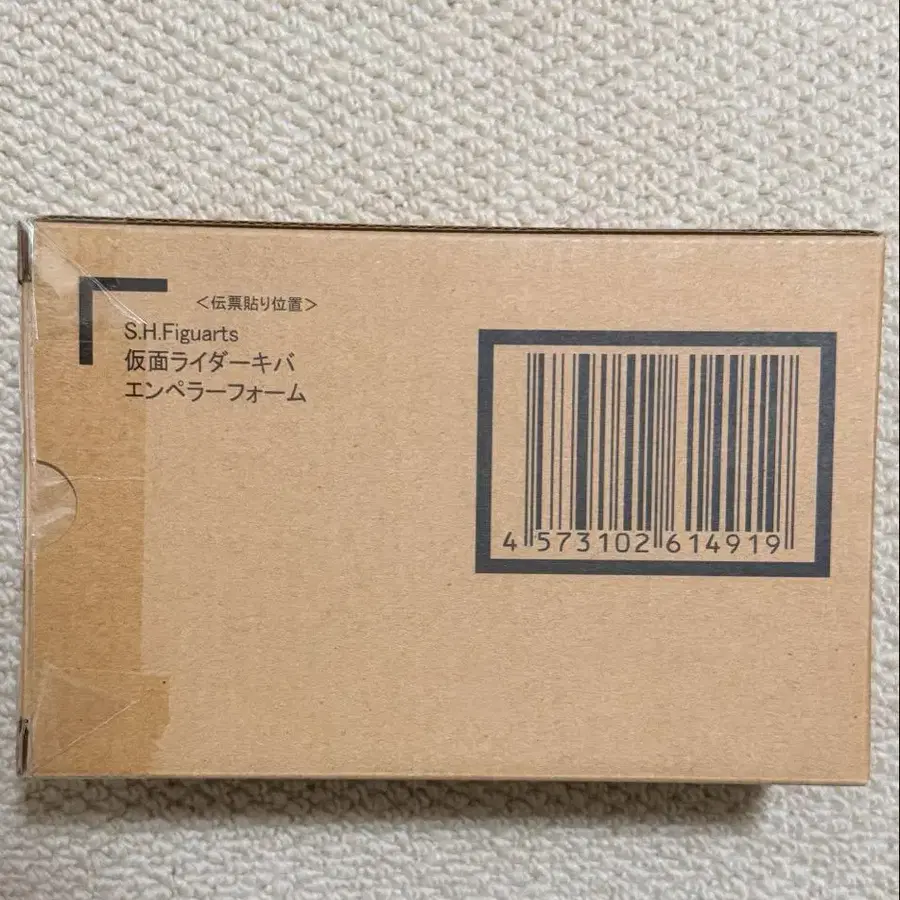 <伝票貼り位置>
S.H.Figuarts
仮面ライダーキバ
エンペラーフォーム
4 573102 614919